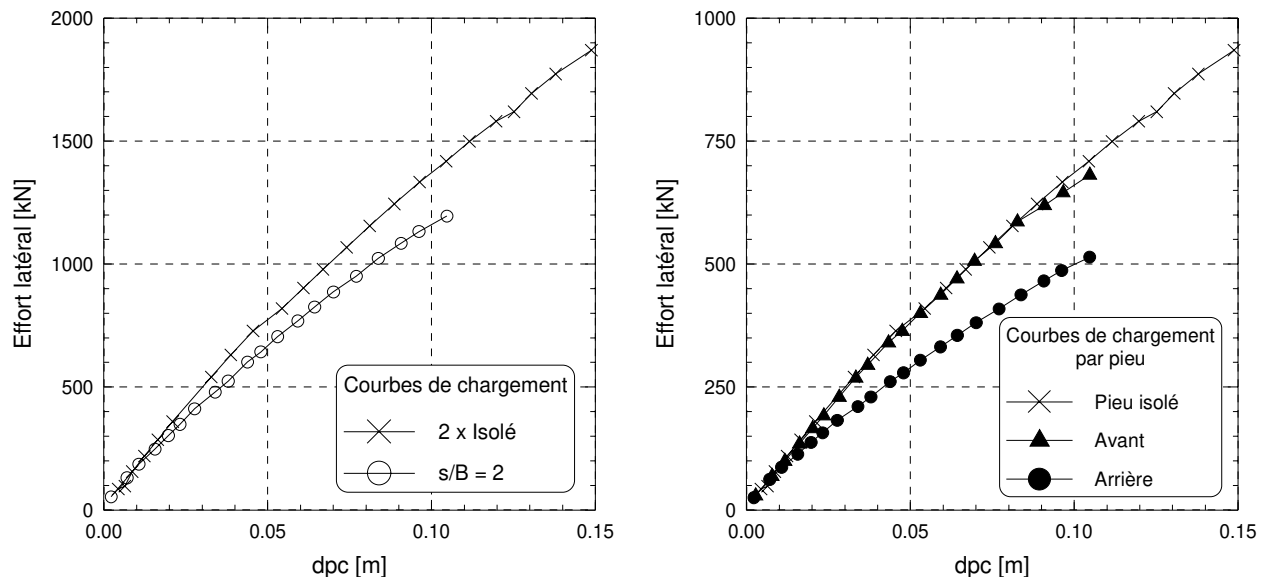 2000
1500
1000
500
0
Effort latéral [kN]
0.00
0.05
0.10
0.15
dpc [m]
Courbes de chargement
2 x Isolé
s/B = 2
1000
750
500
250
0
Effort latéral [kN]
0.00
0.05
0.10
0.15
dpc [m]
Courbes de chargement
par pieu
Pieu isolé
Avant
Arrière